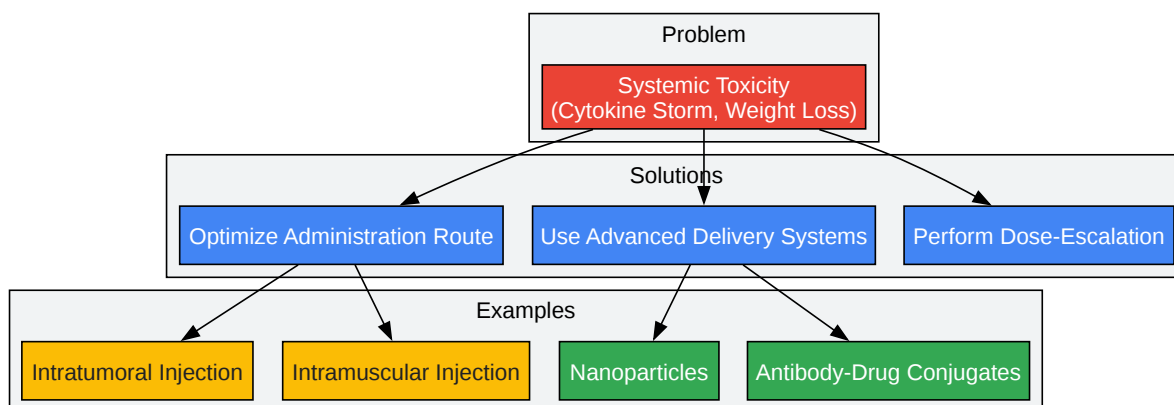 Problem
Systemic Toxicity
(Cytokine Storm, Weight Loss)
Solutions
Optimize Administration Route
Use Advanced Delivery Systems
Perform Dose-Escalation
Examples
Intratumoral Injection
Intramuscular Injection
Nanoparticles
Antibody-Drug Conjugates